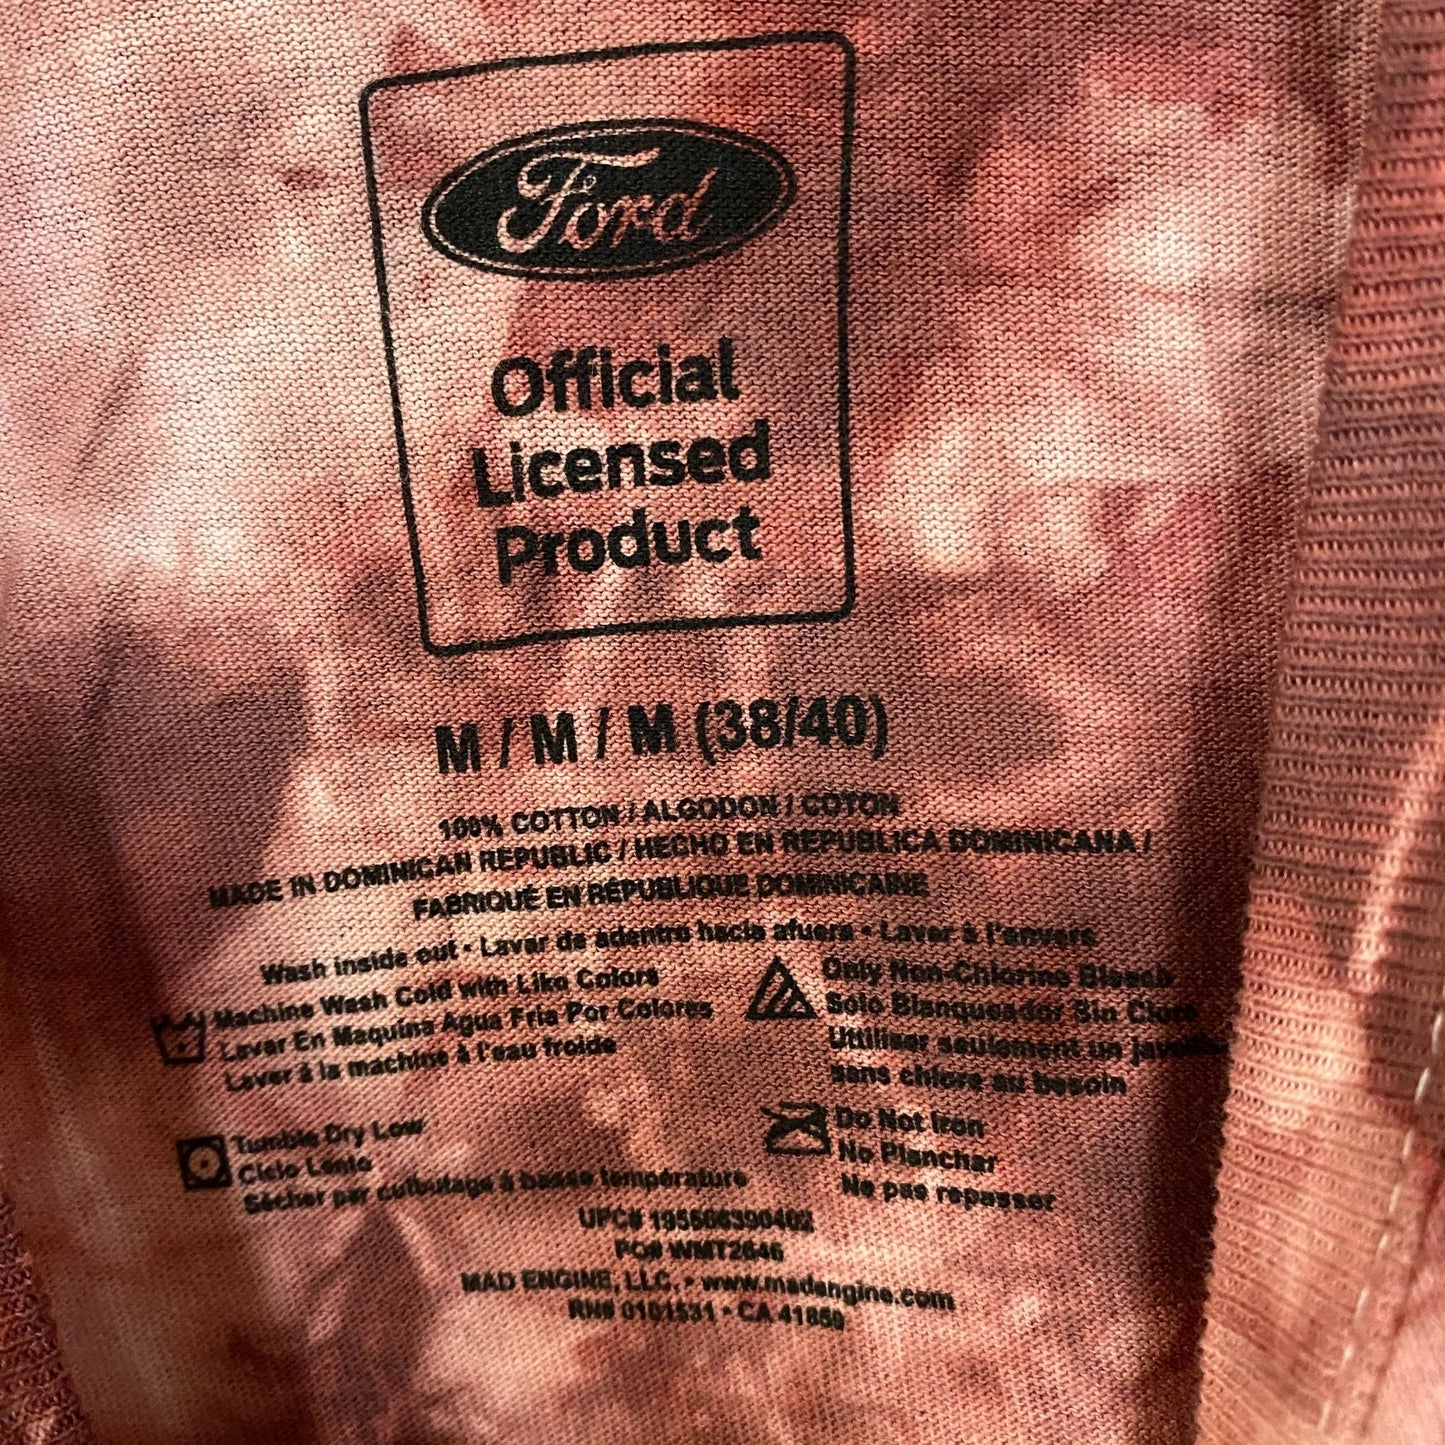 Ford
Official
Licensed
Product
M / M / M (38/40)
100% COTTON / ALGODON / COTON
MADE IN DOMINICAN REPUBLIC / HECHO EN REPUBLICA DOMINICANA /
FABRIQUÉ EN RÉPUBLIQUE DOMINICAINE
Wash inside out • Lavar de adentro hacia afuera • Laver à l'envers
Machine Wash Cold with Like Colors
Lavar En Maquina Agua Fria Por Colores
Laver à la machine à l'eau froide
Only Non-Chlorine Bleach
Solo Blanqueador Sin Cloro
Utiliser seulement un
sans chlore au besoin
Tumble Dry Low
Ciclo Lento
Sécher par culbutage à basse température
Do Not Iron
No Planchar
Ne pas repasser
UPC#
PO# WMT2646
MAD ENGINE, LLC. • www.madengine.com
RN# 0101531 • CA 41859